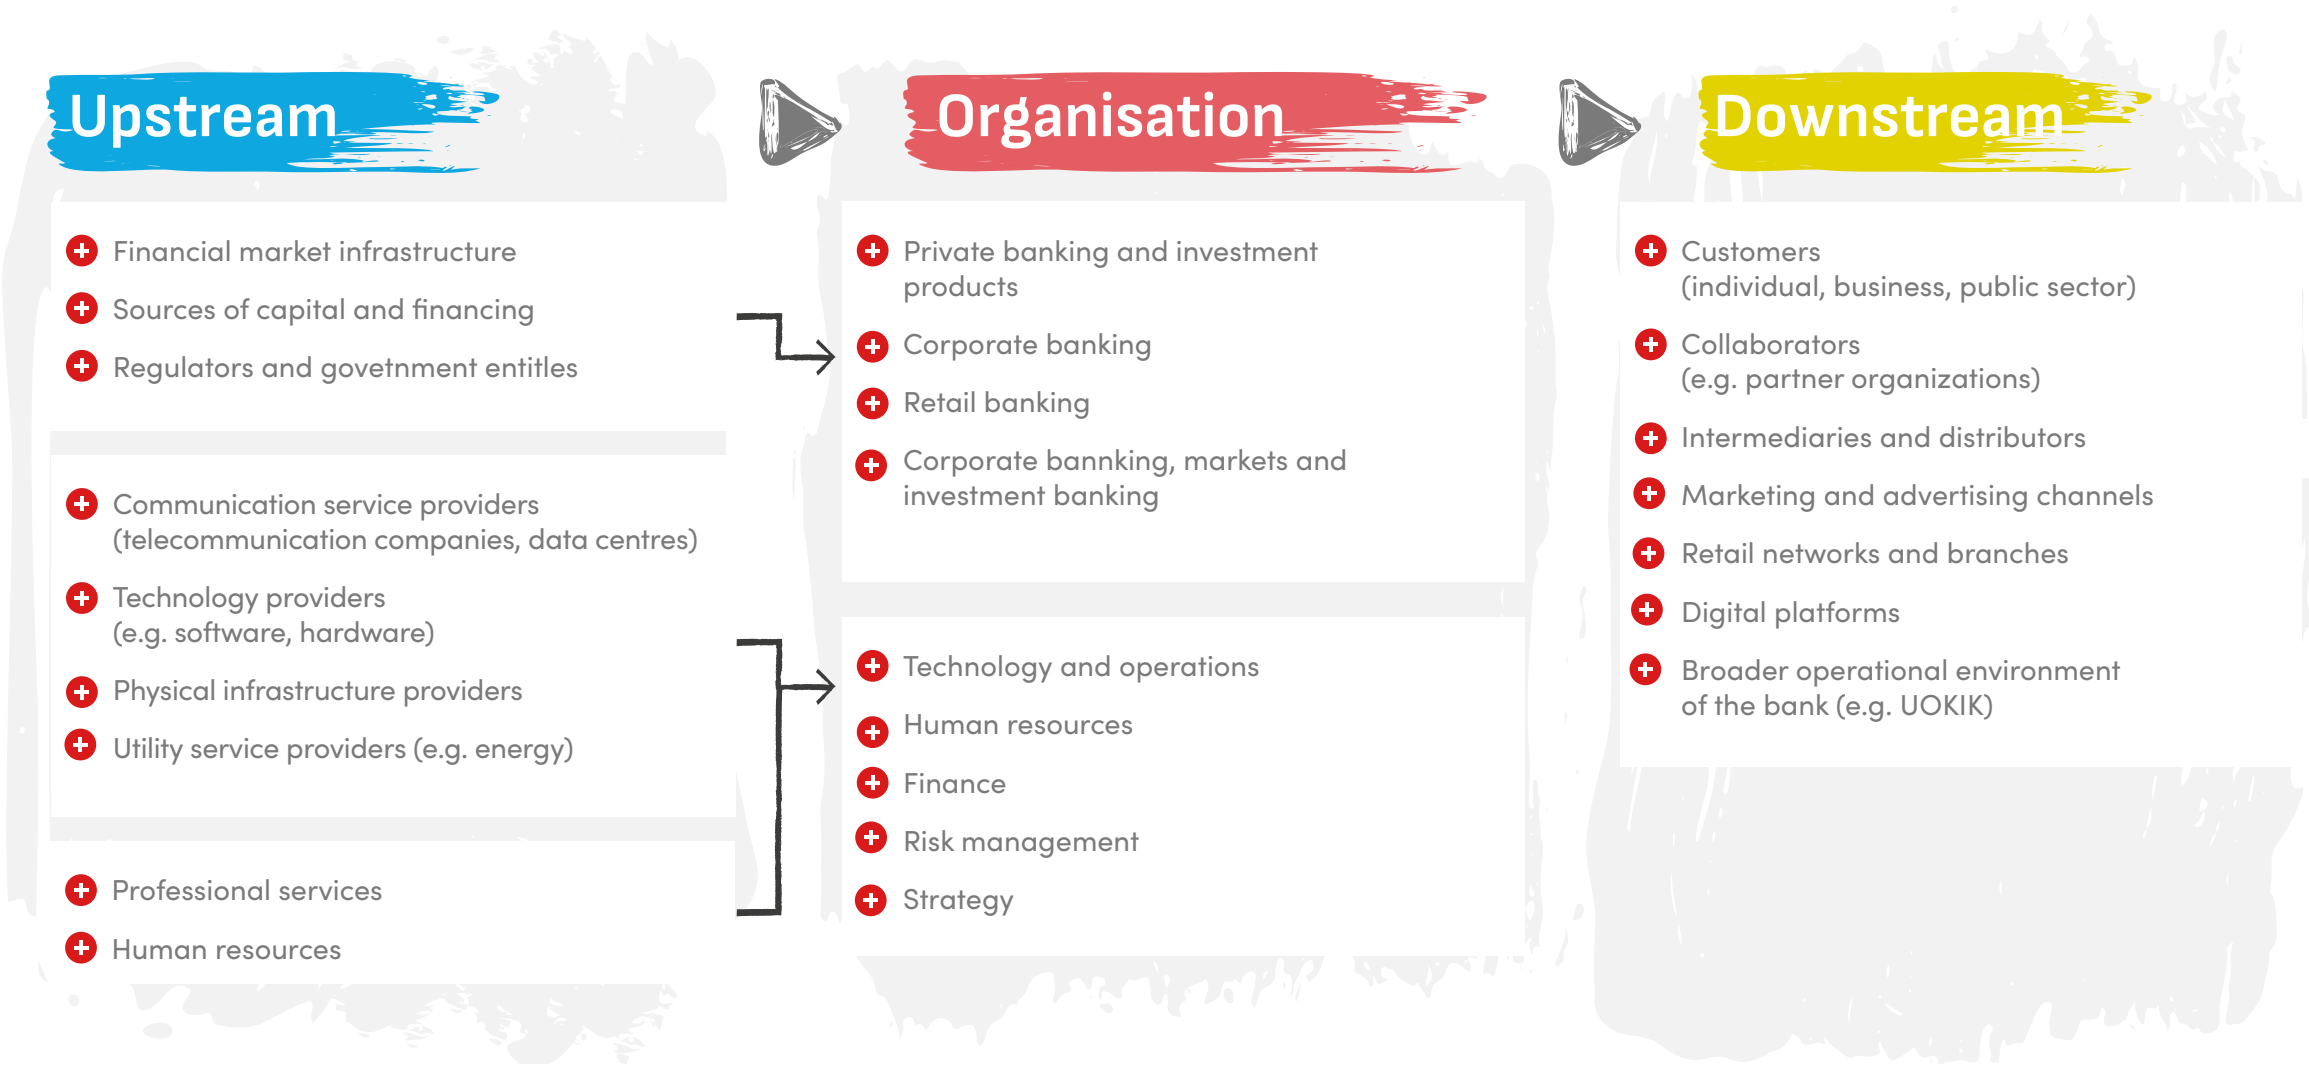 Upstream
Financial market infrastructure
Sources of capital and financing
Regulators and govetnment entitles
Communication service providers
(telecommunication companies, data centres)
Technology providers
(e.g. software, hardware)
Physical infrastructure providers
Utility service providers (e.g. energy)
Professional services
Human resources
Organisation
Private banking and investment
products
Corporate banking
Retail banking
Corporate bannking, markets and
investment banking
Technology and operations
Human resources
Finance
Risk management
Strategy
Downstream
Customers
(individual, business, public sector)
Collaborators
(e.g. partner organizations)
Intermediaries and distributors
Marketing and advertising channels
Retail networks and branches
Digital platforms
Broader operational environment
of the bank (e.g. UOKIK)